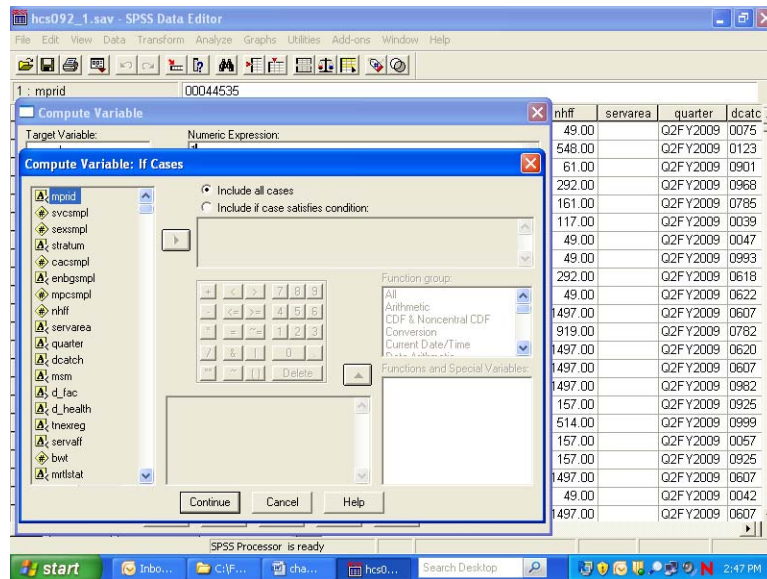 hcs092_1.sav - SPSS Data Editor
File Edit View Data Transform Analyze Graphs Utilities Add-ons Window Help
1 : mprid 00044535
Compute Variable
Target Variable: Numeric Expression:
Compute Variable: If Cases
mprid
svcsmpl
sexsmpl
stratum
cacsmpl
enbgsmpl
mpcsmpl
nhff
servarea
quarter
dcatch
msm
d_fac
d_health
tnexreg
servaff
bwt
mrtlstat
Include all cases
Include if case satisfies condition:
+ < > 7 8 9
- <= >= 4 5 6
* = ~= 1 2 3
/ & | 0 .
** ~ () Delete
Function group:
All
Arithmetic
CDF & Noncentral CDF
Conversion
Current Date/Time
Date Arithmetic
Functions and Special Variables:
Continue Cancel Help
nhff servarea quarter dcatc
49.00 Q2FY2009 0075
548.00 Q2FY2009 0123
61.00 Q2FY2009 0901
292.00 Q2FY2009 0968
161.00 Q2FY2009 0785
117.00 Q2FY2009 0039
49.00 Q2FY2009 0047
49.00 Q2FY2009 0993
292.00 Q2FY2009 0618
49.00 Q2FY2009 0622
1497.00 Q2FY2009 0607
919.00 Q2FY2009 0782
1497.00 Q2FY2009 0620
1497.00 Q2FY2009 0607
1497.00 Q2FY2009 0982
157.00 Q2FY2009 0925
514.00 Q2FY2009 0999
157.00 Q2FY2009 0057
157.00 Q2FY2009 0925
1497.00 Q2FY2009 0607
49.00 Q2FY2009 0042
1497.00 Q2FY2009 0607
SPSS Processor is ready
start Inbo... C:\F... cha... hcs0... Search Desktop N 2:47 PM